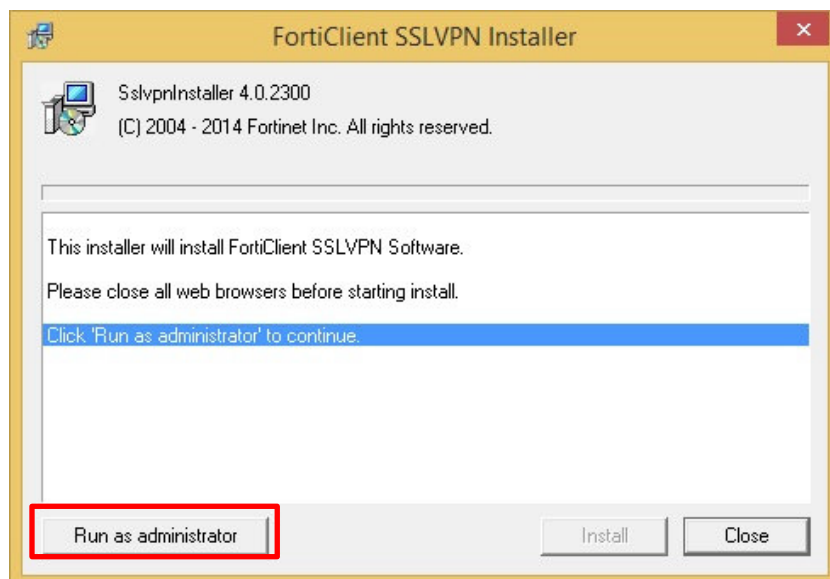 FortiClient SSLVPN Installer
SslvpnInstaller 4.0.2300
(C) 2004 - 2014 Fortinet Inc. All rights reserved.
This installer will install FortiClient SSLVPN Software.
Please close all web browsers before starting install.
Click 'Run as administrator' to continue.
Run as administrator
Install
Close